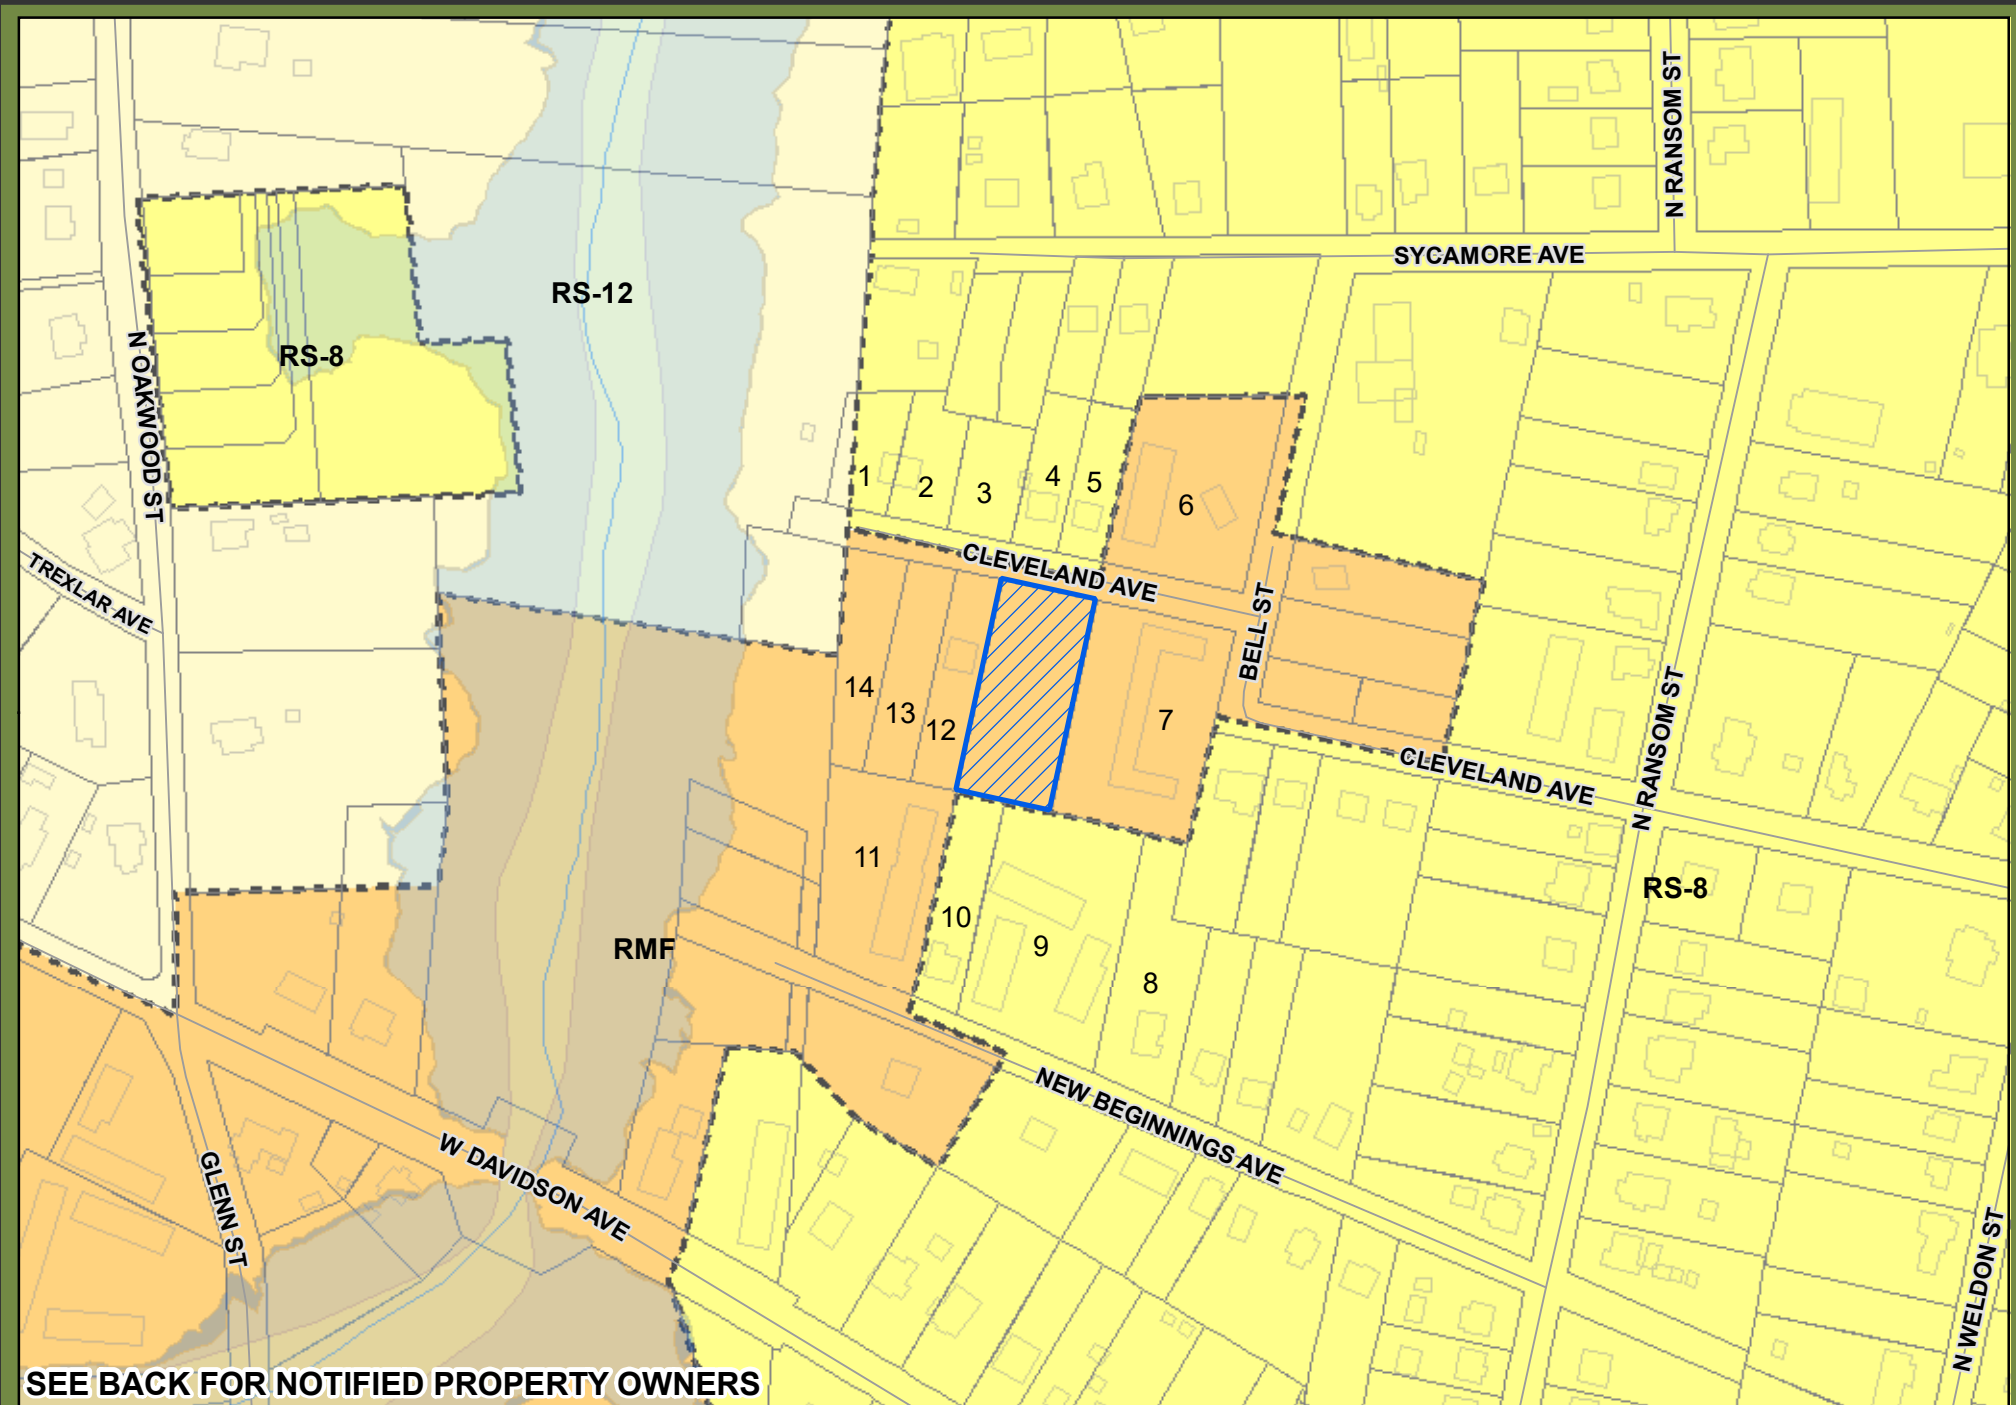 N RANSOM ST
SYCAMORE AVE
RS-12
RS-8
N OAKWOOD ST
1
2
3
4
5
6
CLEVELAND AVE
TREXLAR AVE
BELL ST
14
13
12
7
CLEVELAND AVE
N RANSOM ST
11
RS-8
10
9
8
RMF
NEW BEGINNINGS AVE
W DAVIDSON AVE
GLENN ST
N WELDON ST
SEE BACK FOR NOTIFIED PROPERTY OWNERS